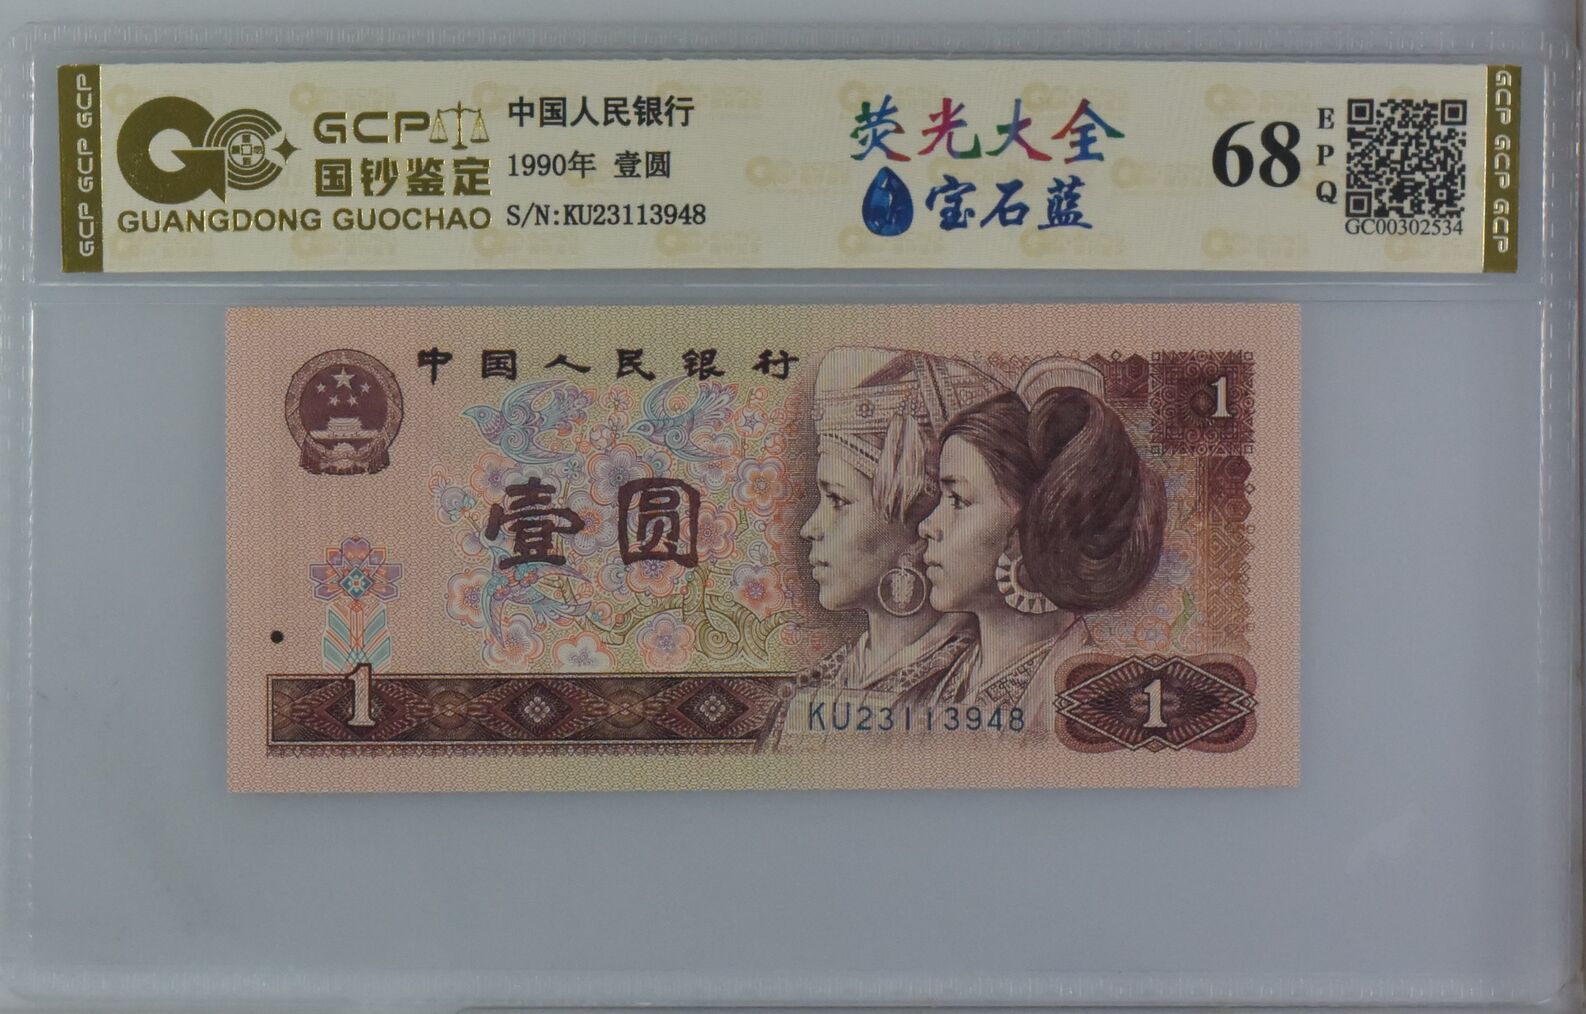 GCP GCP GCP
GCP
国钞鉴定
GUANGDONG GUOCHAO
中国人民银行
1990年 壹圆
S/N:KU23113948
荧光大全
宝石蓝
68
EPQ
GC00302534
GCP GCP GCP
中国人民银行
1
壹圆
1
KU23113948
1